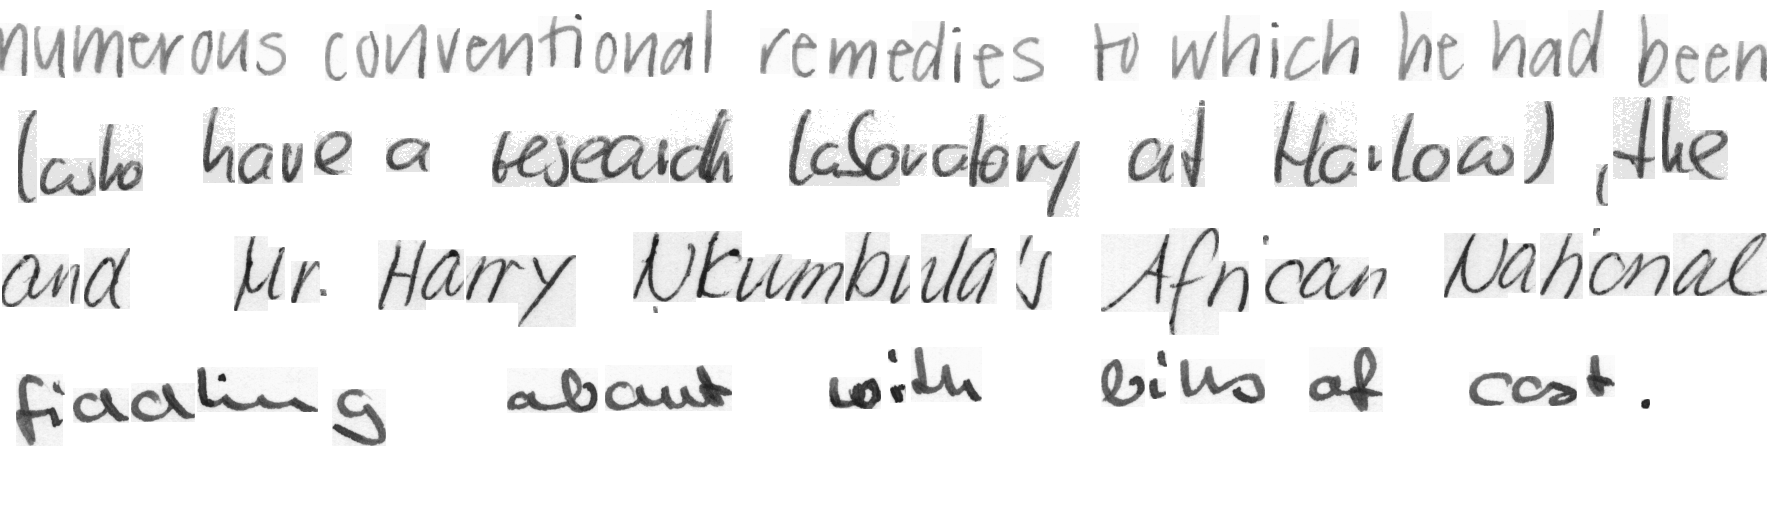 numerous conventional remedies to which he had been
(who have a research laboratory at Harlow), the
and Mr. Harry Nkumbula's African National
fiddling about with bills of cost.